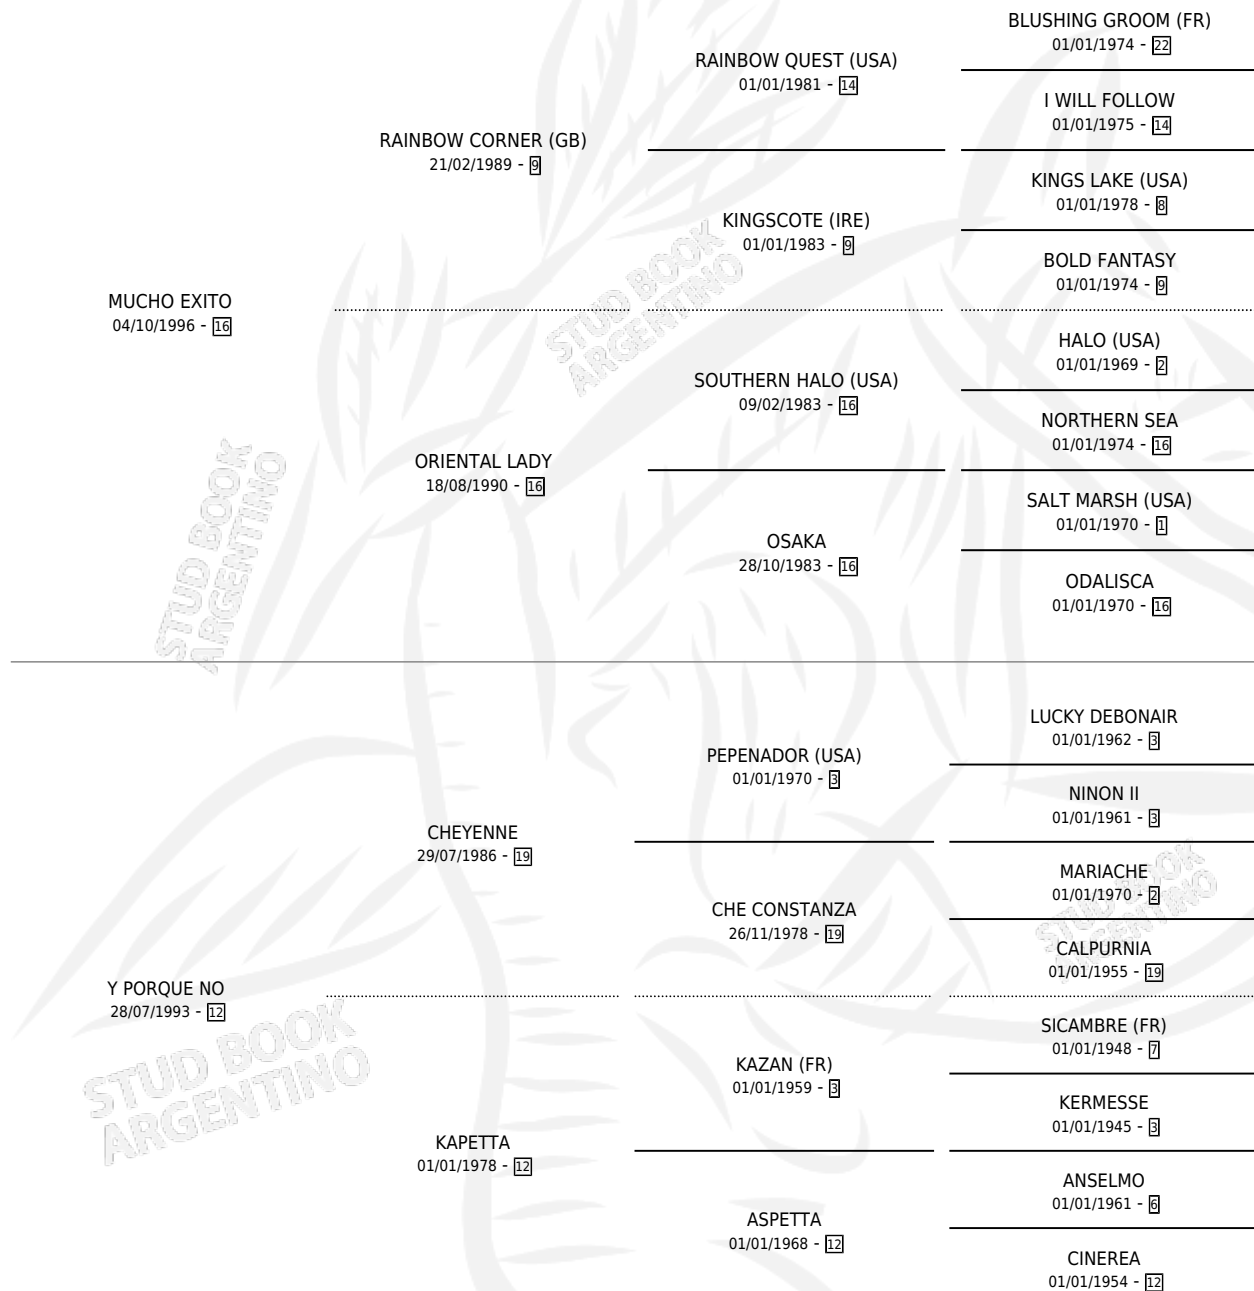 BLUSHING GROOM (FR)
01/01/1974 - 22
RAINBOW QUEST (USA)
01/01/1981 - 14
I WILL FOLLOW
01/01/1975 - 14
RAINBOW CORNER (GB)
21/02/1989 - 9
KINGS LAKE (USA)
01/01/1978 - 8
KINGSCOTE (IRE)
01/01/1983 - 9
BOLD FANTASY
01/01/1974 - 9
MUCHO EXITO
04/10/1996 - 16
HALO (USA)
01/01/1969 - 2
SOUTHERN HALO (USA)
09/02/1983 - 16
NORTHERN SEA
01/01/1974 - 16
ORIENTAL LADY
18/08/1990 - 16
SALT MARSH (USA)
01/01/1970 - 1
OSAKA
28/10/1983 - 16
ODALISCA
01/01/1970 - 16
LUCKY DEBONAIR
01/01/1962 - 3
PEPENADOR (USA)
01/01/1970 - 3
NINON II
01/01/1961 - 3
CHEYENNE
29/07/1986 - 19
MARIACHE
01/01/1970 - 2
CHE CONSTANZA
26/11/1978 - 19
CALPURNIA
01/01/1955 - 19
Y PORQUE NO
28/07/1993 - 12
SICAMBRE (FR)
01/01/1948 - 7
KAZAN (FR)
01/01/1959 - 3
KERMESSE
01/01/1945 - 3
KAPETTA
01/01/1978 - 12
ANSELMO
01/01/1961 - 6
ASPETTA
01/01/1968 - 12
CINEREA
01/01/1954 - 12
STUD BOOK
ARGENTINO
STUD BOOK
ARGENTINO
STUD BOOK
ARGENTINO
STUD BOOK
ARGENTINO